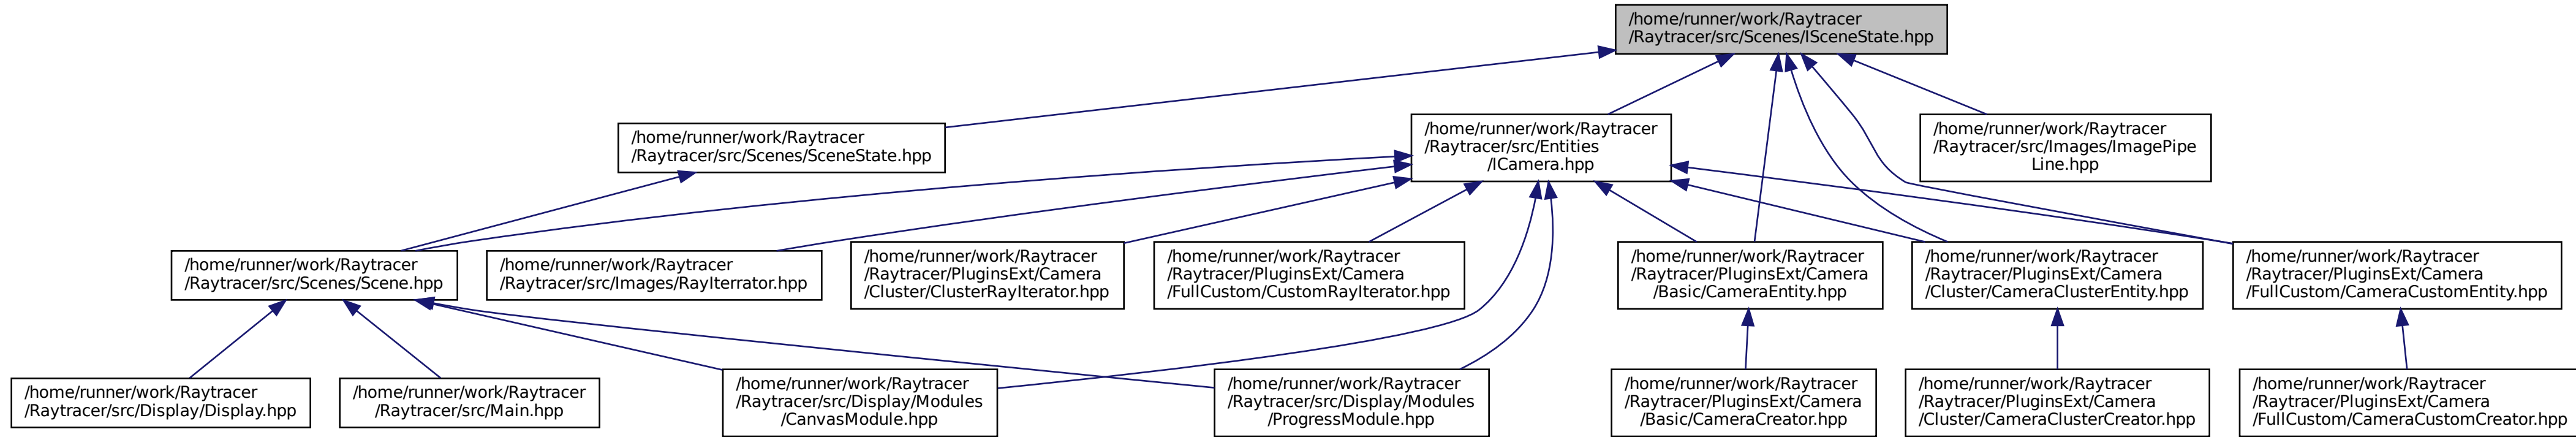 /home/runner/work/Raytracer
/Raytracer/src/Scenes/ISceneState.hpp
/home/runner/work/Raytracer
/Raytracer/src/Scenes/SceneState.hpp
/home/runner/work/Raytracer
/Raytracer/src/Entities
/ICamera.hpp
/home/runner/work/Raytracer
/Raytracer/src/Images/ImagePipe
Line.hpp
/home/runner/work/Raytracer
/Raytracer/src/Scenes/Scene.hpp
/home/runner/work/Raytracer
/Raytracer/src/Images/RayIterrator.hpp
/home/runner/work/Raytracer
/Raytracer/PluginsExt/Camera
/Cluster/ClusterRayIterator.hpp
/home/runner/work/Raytracer
/Raytracer/PluginsExt/Camera
/FullCustom/CustomRayIterator.hpp
/home/runner/work/Raytracer
/Raytracer/PluginsExt/Camera
/Basic/CameraEntity.hpp
/home/runner/work/Raytracer
/Raytracer/PluginsExt/Camera
/Cluster/CameraClusterEntity.hpp
/home/runner/work/Raytracer
/Raytracer/PluginsExt/Camera
/FullCustom/CameraCustomEntity.hpp
/home/runner/work/Raytracer
/Raytracer/src/Display/Display.hpp
/home/runner/work/Raytracer
/Raytracer/src/Main.hpp
/home/runner/work/Raytracer
/Raytracer/src/Display/Modules
/CanvasModule.hpp
/home/runner/work/Raytracer
/Raytracer/src/Display/Modules
/ProgressModule.hpp
/home/runner/work/Raytracer
/Raytracer/PluginsExt/Camera
/Basic/CameraCreator.hpp
/home/runner/work/Raytracer
/Raytracer/PluginsExt/Camera
/Cluster/CameraClusterCreator.hpp
/home/runner/work/Raytracer
/Raytracer/PluginsExt/Camera
/FullCustom/CameraCustomCreator.hpp